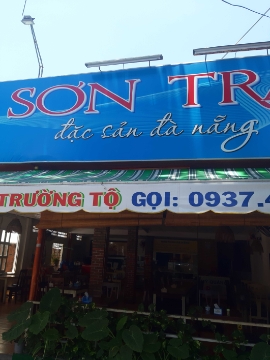 SƠN TRA
đặc sản đà nẵng
TRƯỜNG TỘ GỌI: 0937.4